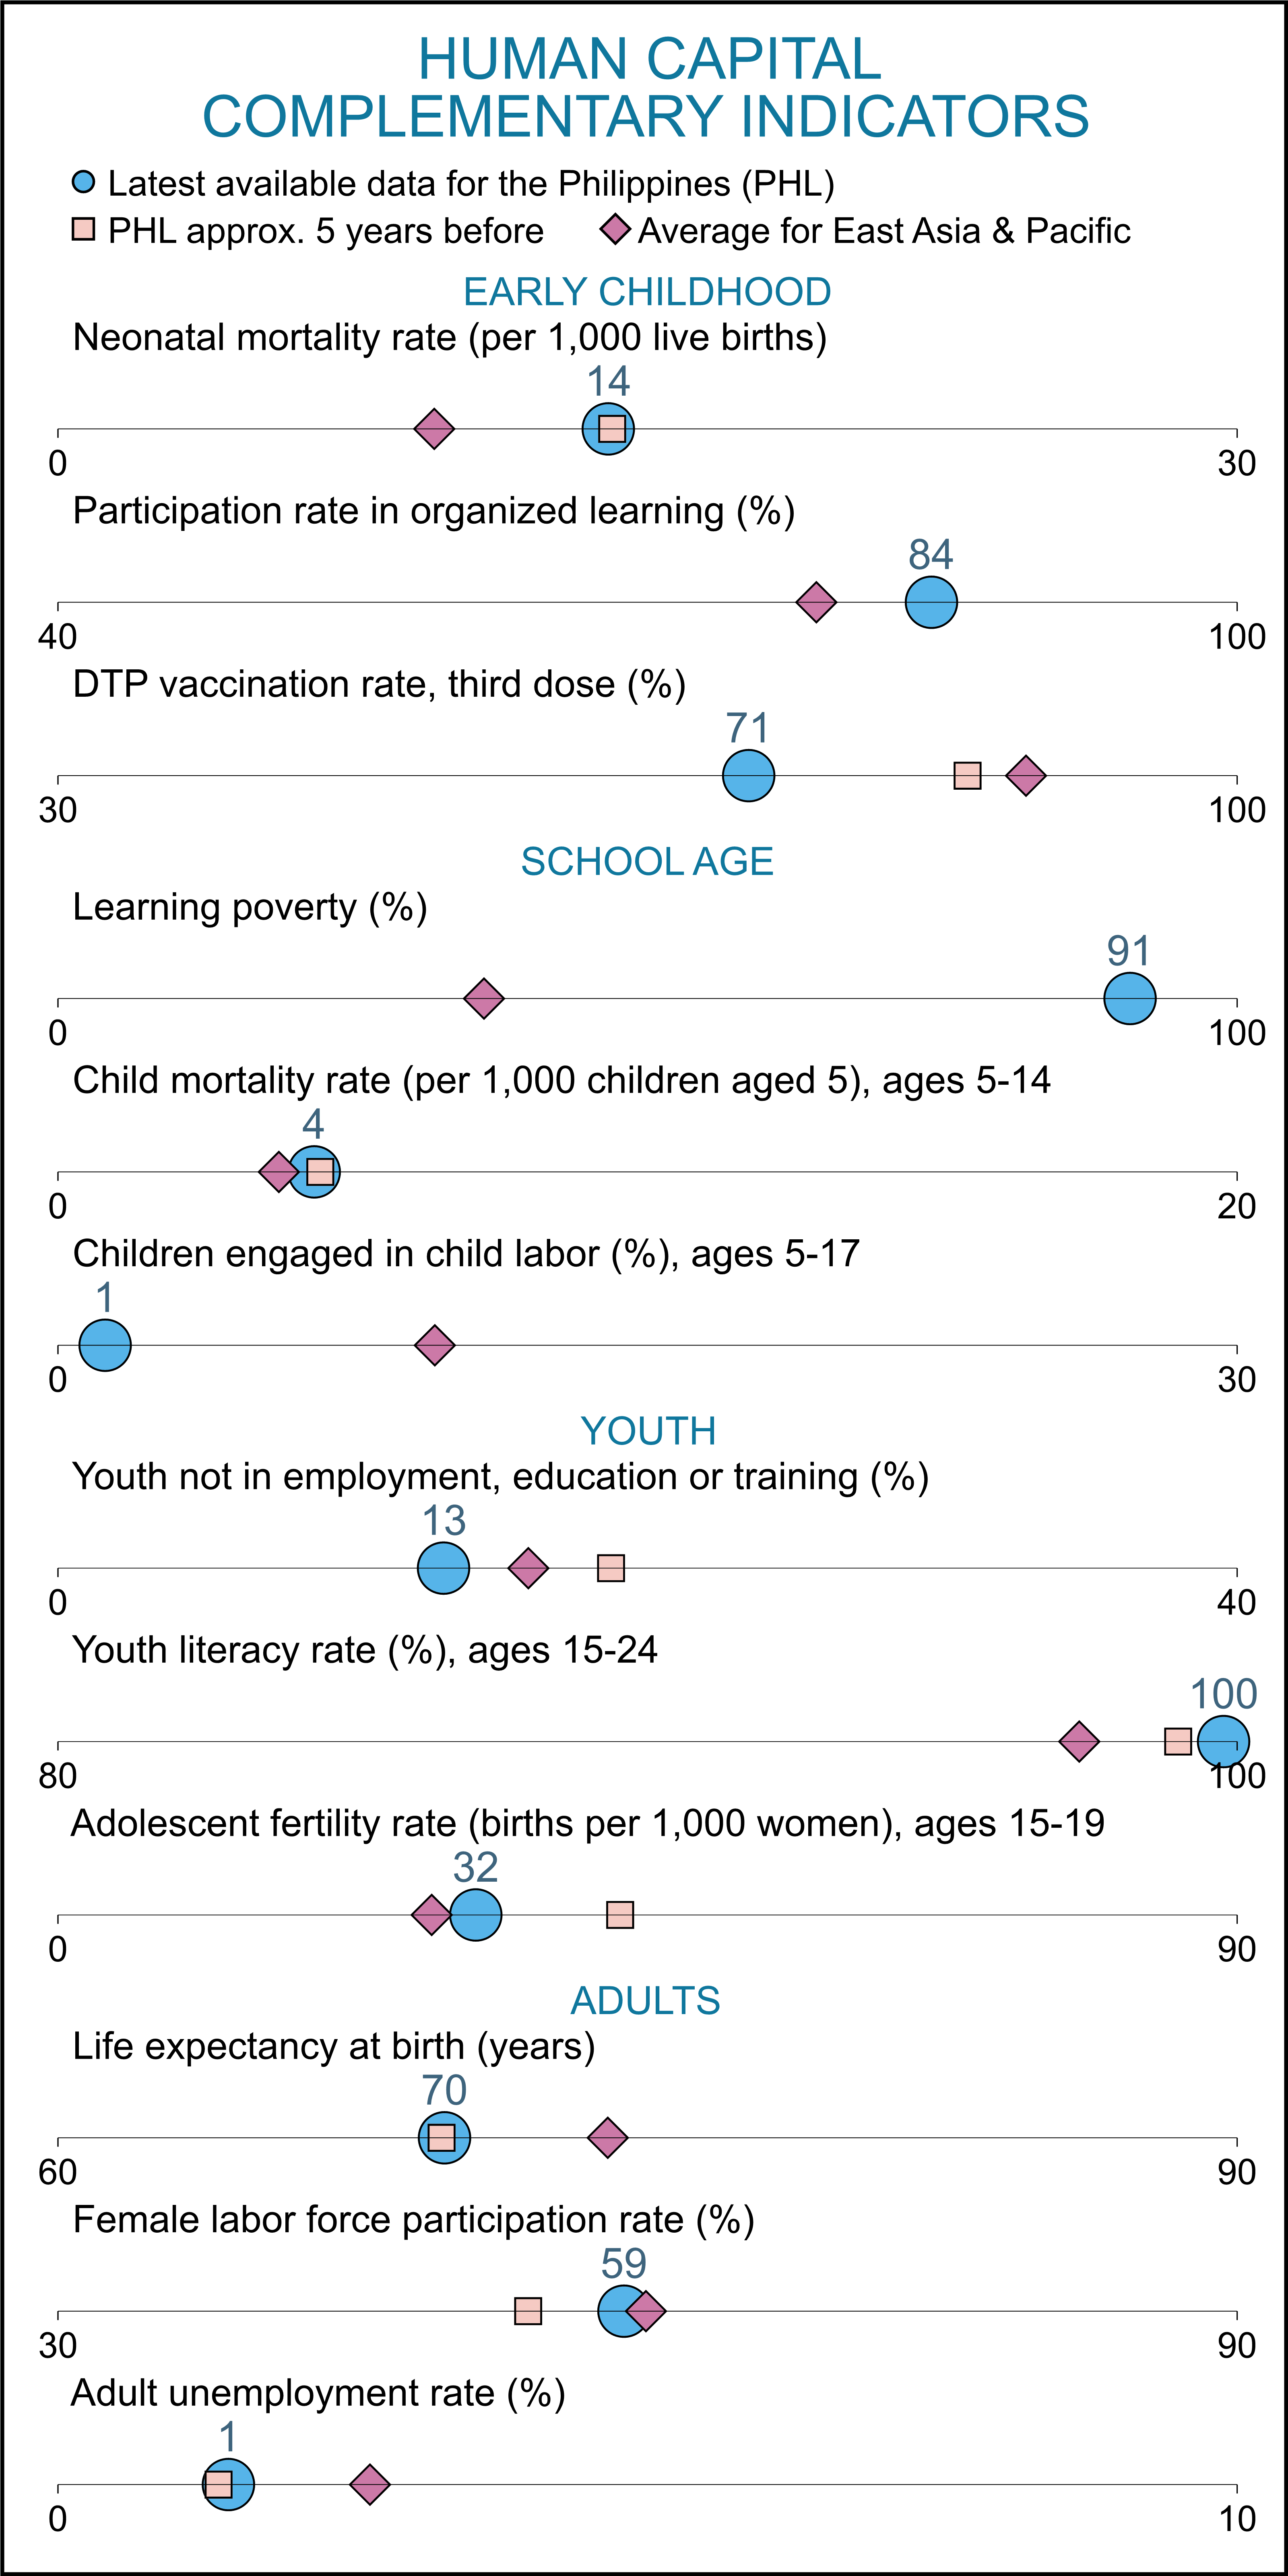 HUMAN CAPITAL
COMPLEMENTARY INDICATORS
Latest available data for the Philippines (PHL)
PHL approx. 5 years before Average for East Asia & Pacific
EARLY CHILDHOOD
Neonatal mortality rate (per 1,000 live births)
14
0 30
Participation rate in organized learning (%)
84
40 100
DTP vaccination rate, third dose (%)
71
30 100
SCHOOL AGE
Learning poverty (%)
91
0 100
Child mortality rate (per 1,000 children aged 5), ages 5-14
4
0 20
Children engaged in child labor (%), ages 5-17
1
0 30
YOUTH
Youth not in employment, education or training (%)
13
0 40
Youth literacy rate (%), ages 15-24
100
80 100
Adolescent fertility rate (births per 1,000 women), ages 15-19
32
0 90
ADULTS
Life expectancy at birth (years)
70
60 90
Female labor force participation rate (%)
59
30 90
Adult unemployment rate (%)
1
0 10